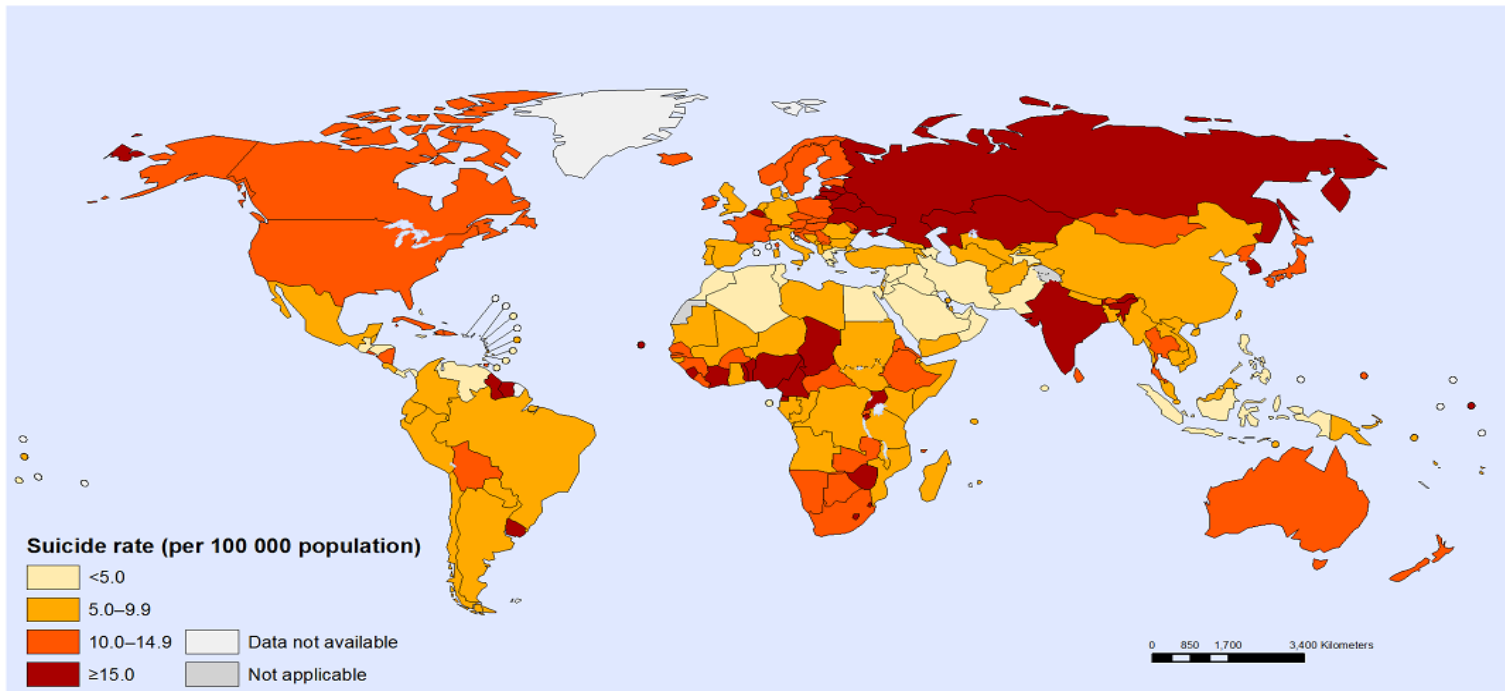 Suicide rate (per 100 000 population)
<5.0
5.0–9.9
10.0–14.9
≥15.0
Data not available
Not applicable
0 850 1,700 3,400 Kilometers